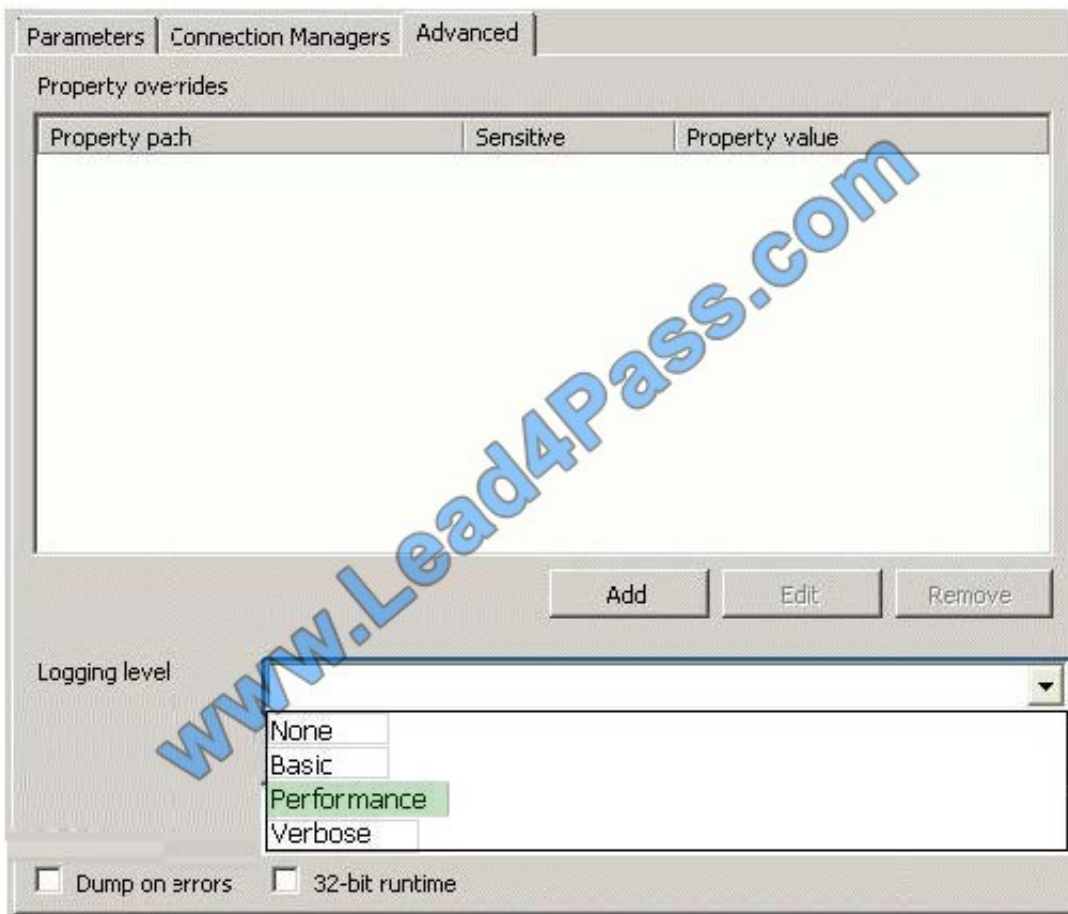 Parameters Connection Managers Advanced
Property overrides
Property path Sensitive Property value
www.Lead4Pass.com
Add Edit Remove
Logging level
None
Basic
Performance
Verbose
Dump on errors 32-bit runtime